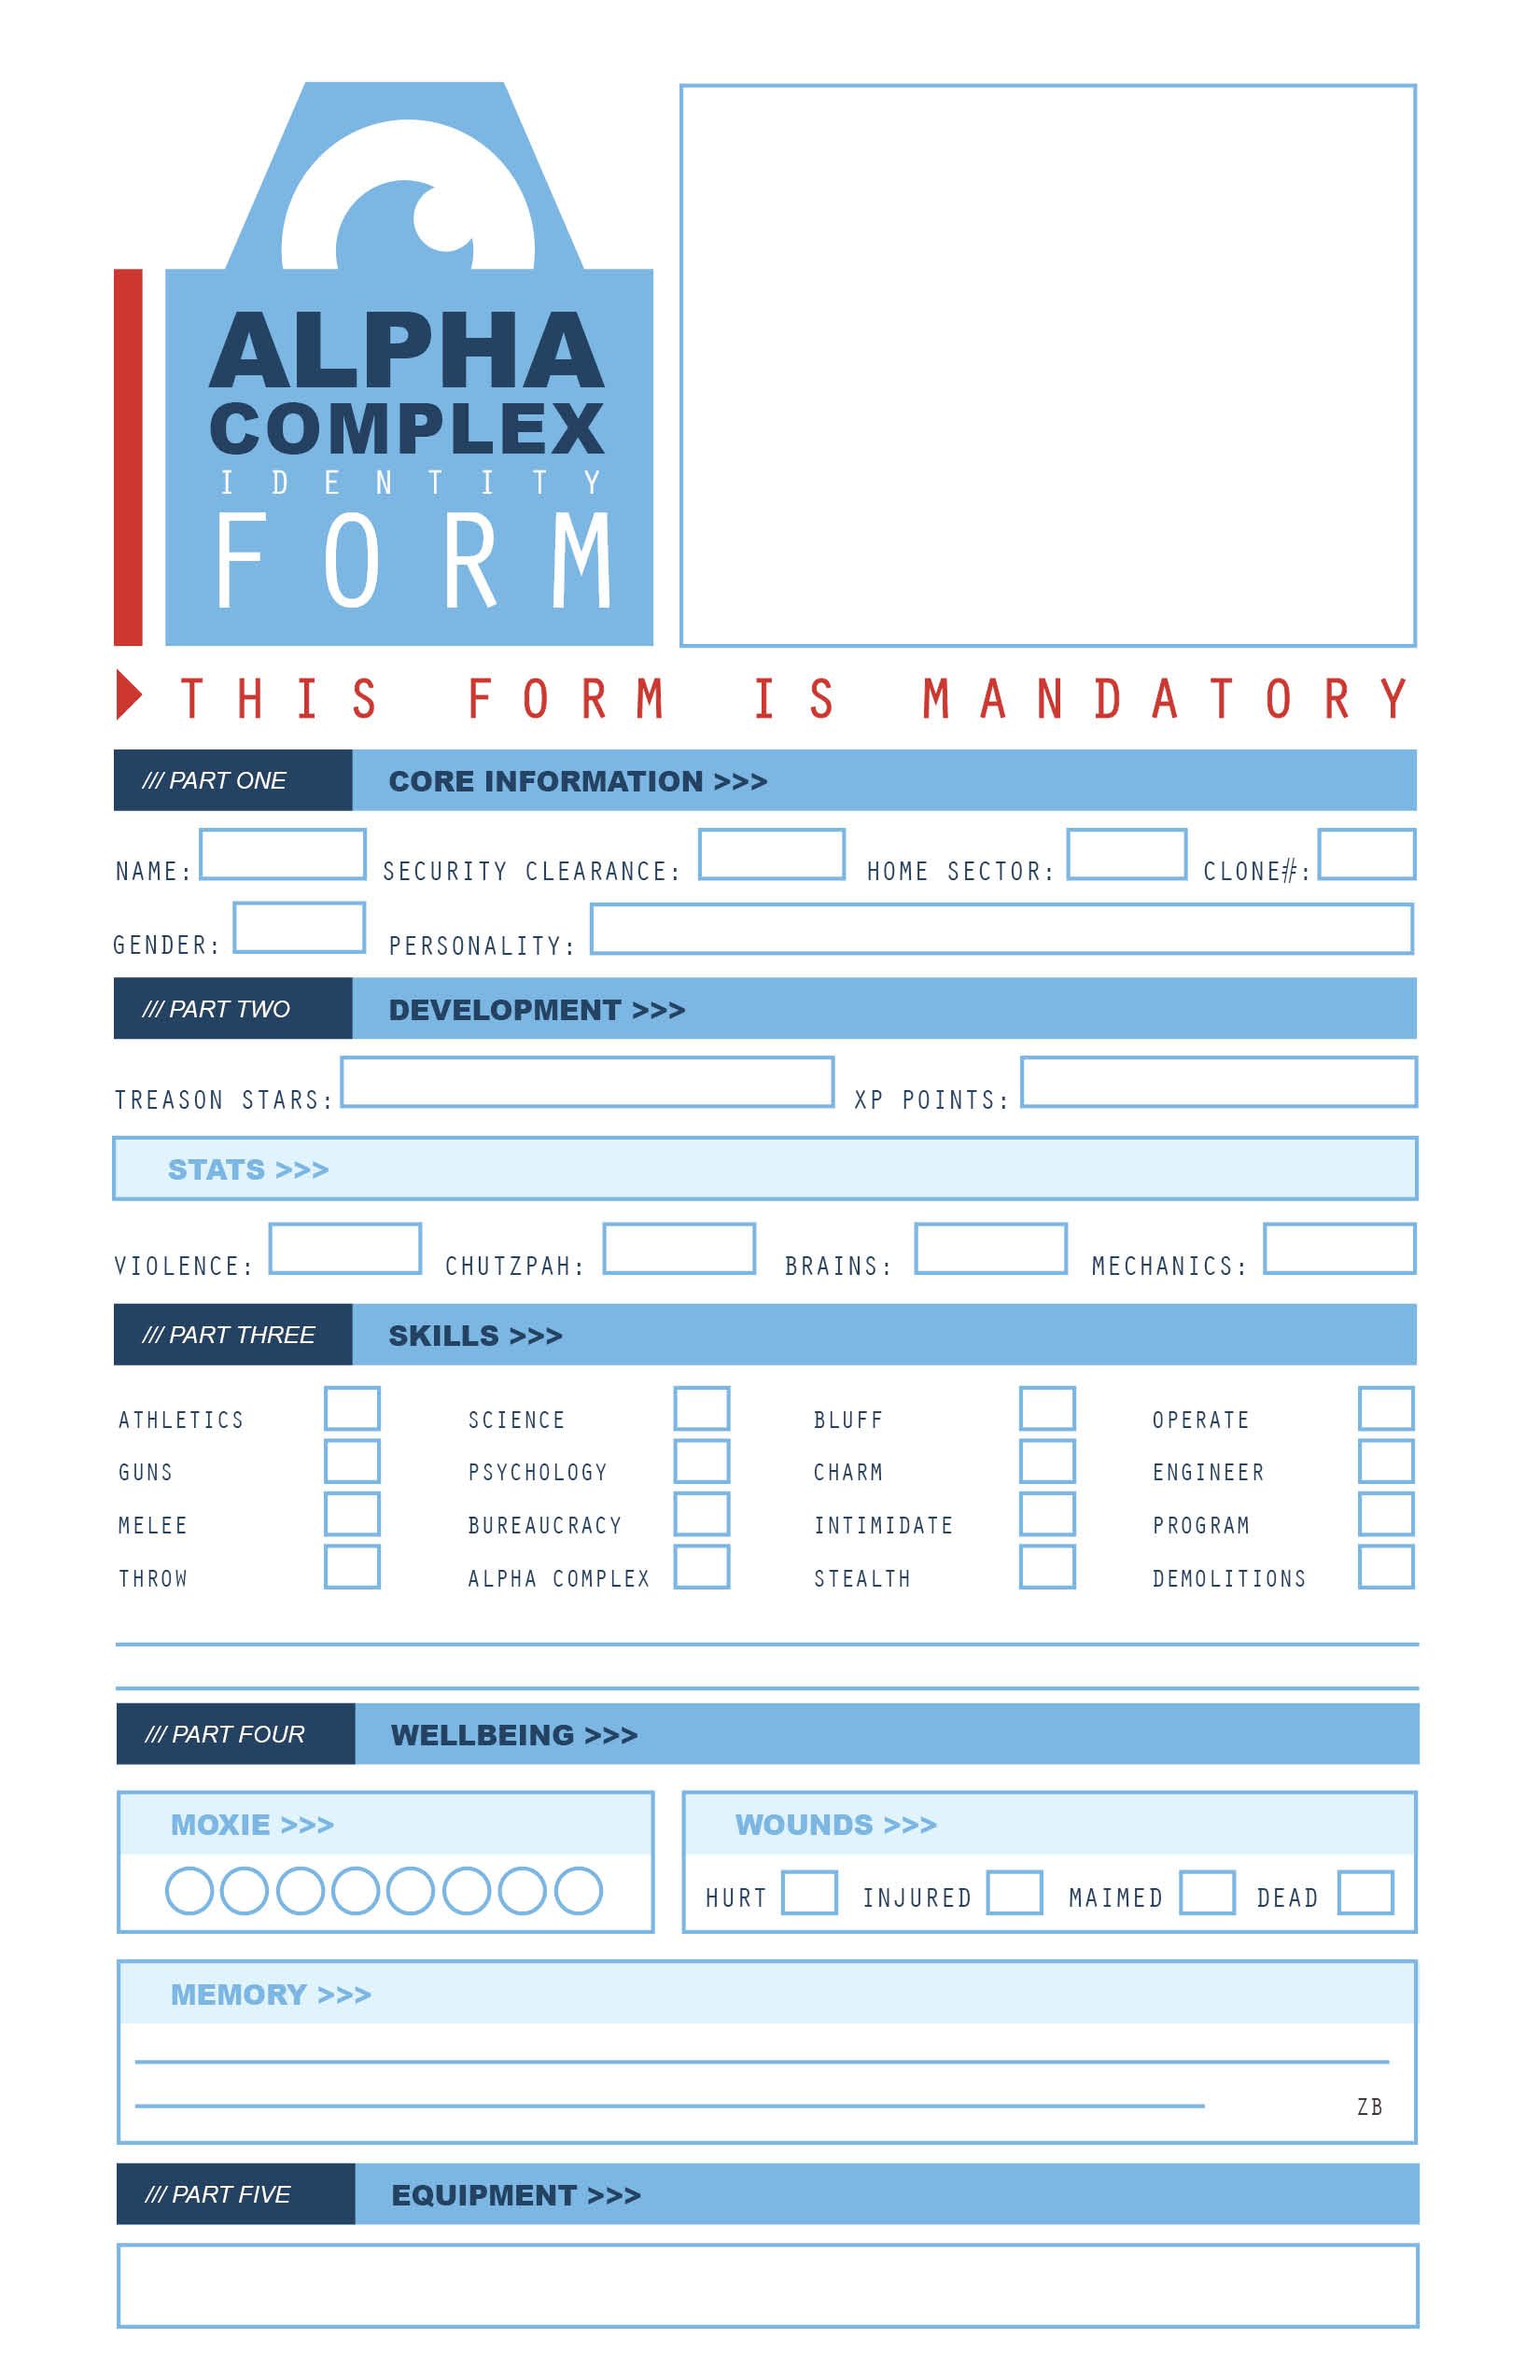 ALPHA
COMPLEX
IDENTITY
FORM
THIS FORM IS MANDATORY
/// PART ONE CORE INFORMATION >>>
NAME: SECURITY CLEARANCE: HOME SECTOR: CLONE#:
GENDER: PERSONALITY:
/// PART TWO DEVELOPMENT >>>
TREASON STARS: XP POINTS:
STATS >>>
VIOLENCE: CHUTZPAH: BRAINS: MECHANICS:
/// PART THREE SKILLS >>>
ATHLETICS SCIENCE BLUFF OPERATE
GUNS PSYCHOLOGY CHARM ENGINEER
MELEE BUREAUCRACY INTIMIDATE PROGRAM
THROW ALPHA COMPLEX STEALTH DEMOLITIONS
/// PART FOUR WELLBEING >>>
MOXIE >>> WOUNDS >>>
HURT INJURED MAIMED DEAD
MEMORY >>>
ZB
/// PART FIVE EQUIPMENT >>>